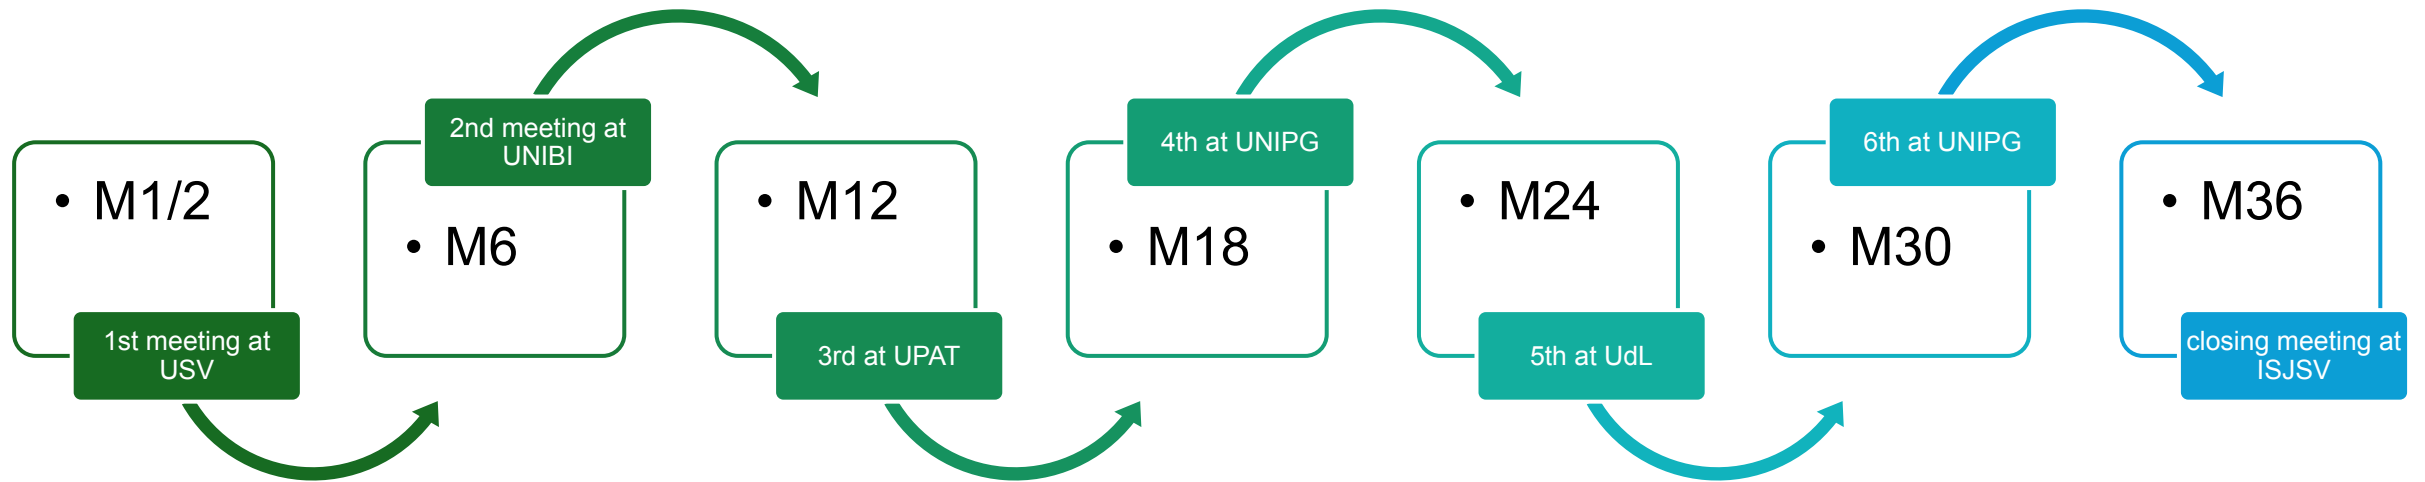 • M1/2
1st meeting at
USV
2nd meeting at
UNIBI
• M6
• M12
3rd at UPAT
4th at UNIPG
• M18
• M24
5th at UdL
6th at UNIPG
• M30
• M36
closing meeting at
ISJSV